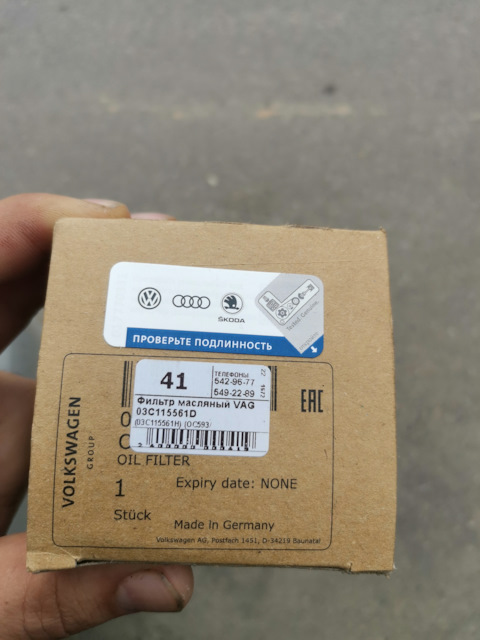 ŠKODA
ПРОВЕРЬТЕ ПОДЛИННОСТЬ
41
ТЕЛЕФОНЫ
542-96-77
549-22-89
Фильтр масляный VAG
03C115561D
(03C115561H) (OC593)
EAC
VOLKSWAGEN
GROUP
OIL FILTER
1
Expiry date: NONE
Stück
Made in Germany
Volkswagen AG, Postfach 1451, D-34219 Baunatal